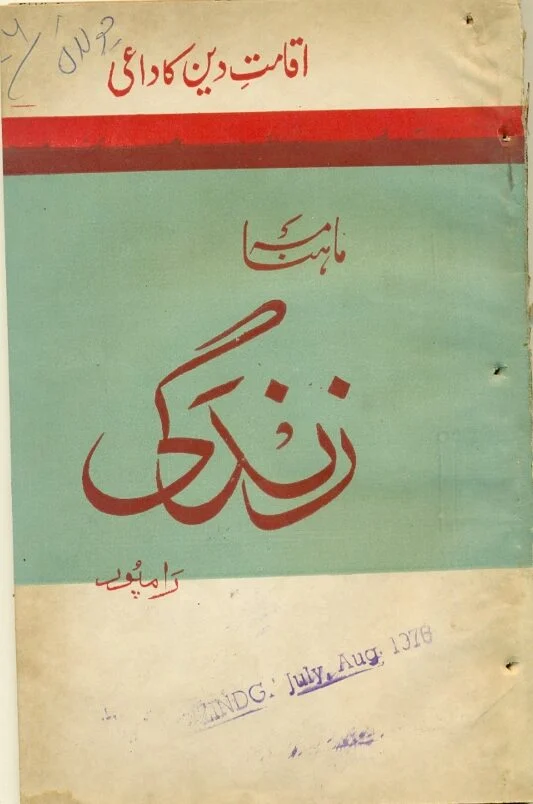 اقامتِ دین کا داعی
ماہنامہ
زندگی
رامپور
ZINDGI July, Aug. 1976